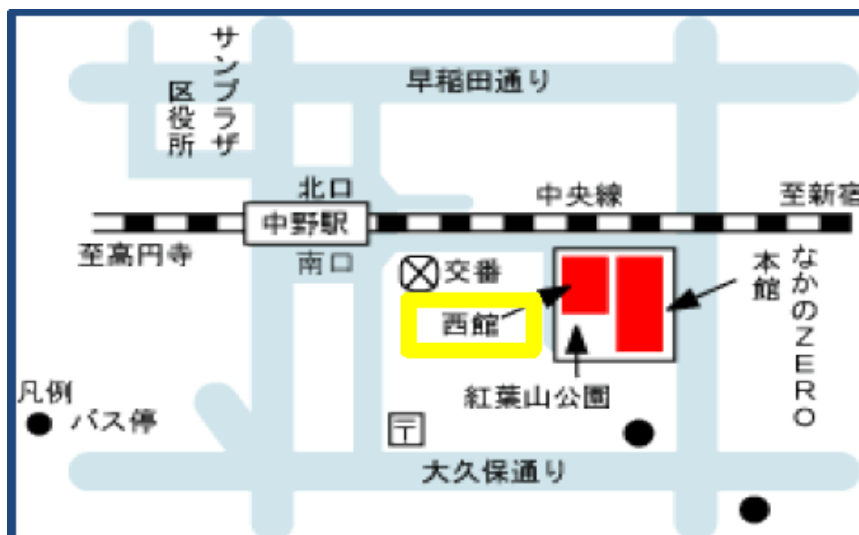 サンプラザ
区役所
早稲田通り
北口
中央線
至新宿
中野駅
至高円寺
南口
交番
本館
なかのZERO
西館
紅葉山公園
凡例
バス停
〒
大久保通り